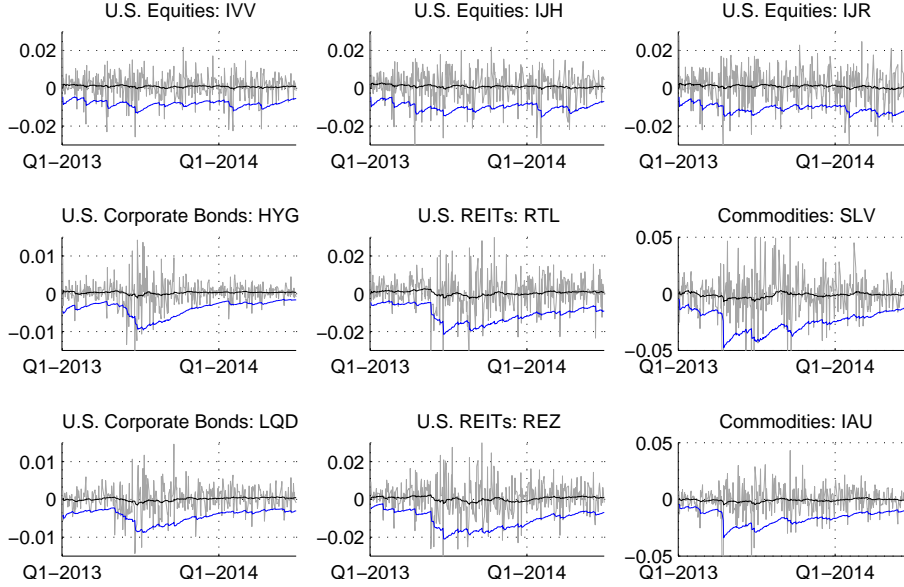 U.S. Equities: IVV
U.S. Equities: IJH
U.S. Equities: IJR
0.02
0
−0.02
Q1−2013
Q1−2014
0.02
0
−0.02
Q1−2013
Q1−2014
0.02
0
−0.02
Q1−2013
Q1−2014
U.S. Corporate Bonds: HYG
U.S. REITs: RTL
Commodities: SLV
0.01
0
−0.01
Q1−2013
Q1−2014
0.02
0
−0.02
Q1−2013
Q1−2014
0.05
0
−0.05
Q1−2013
Q1−2014
U.S. Corporate Bonds: LQD
U.S. REITs: REZ
Commodities: IAU
0.01
0
−0.01
Q1−2013
Q1−2014
0.02
0
−0.02
Q1−2013
Q1−2014
0.05
0
−0.05
Q1−2013
Q1−2014